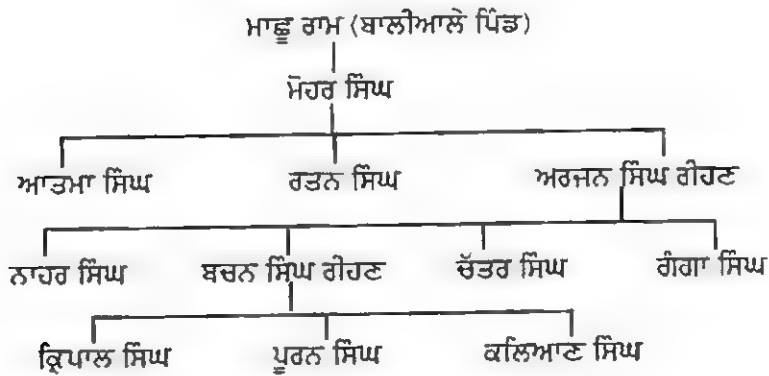 ਮਾਛੂ ਰਾਮ (ਬਾਲੀਆਲੇ ਪਿੰਡ)
ਮੋਹਰ ਸਿੰਘ
ਆਤਮਾ ਸਿੰਘ ਰਤਨ ਸਿੰਘ ਅਰਜਨ ਸਿੰਘ ਰੀਹਣ
ਨਾਹਰ ਸਿੰਘ ਬਚਨ ਸਿੰਘ ਰੀਹਣ ਚੱਤਰ ਸਿੰਘ ਗੰਗਾ ਸਿੰਘ
ਕ੍ਰਿਪਾਲ ਸਿੰਘ ਪੂਰਨ ਸਿੰਘ ਕਲਿਆਣ ਸਿੰਘ